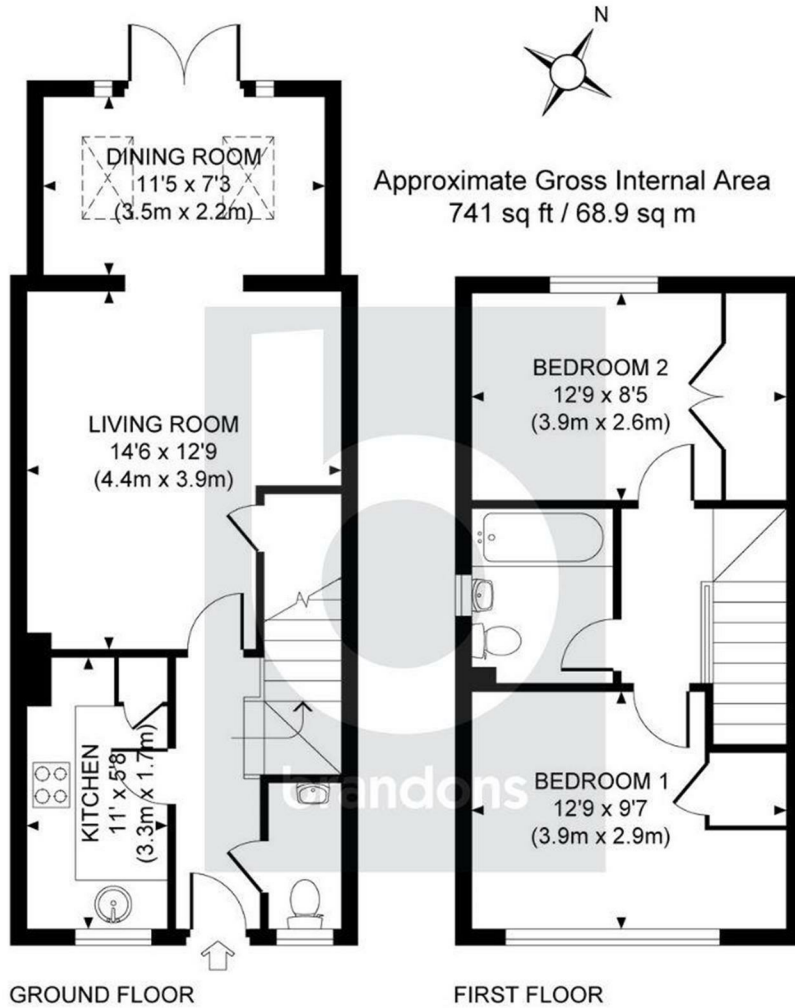 N
DINING ROOM
11'5 x 7'3
(3.5m x 2.2m)
Approximate Gross Internal Area
741 sq ft / 68.9 sq m
LIVING ROOM
14'6 x 12'9
(4.4m x 3.9m)
BEDROOM 2
12'9 x 8'5
(3.9m x 2.6m)
KITCHEN
11' x 5'8
(3.3m x 1.7m)
BEDROOM 1
12'9 x 9'7
(3.9m x 2.9m)
brandons
GROUND FLOOR
FIRST FLOOR